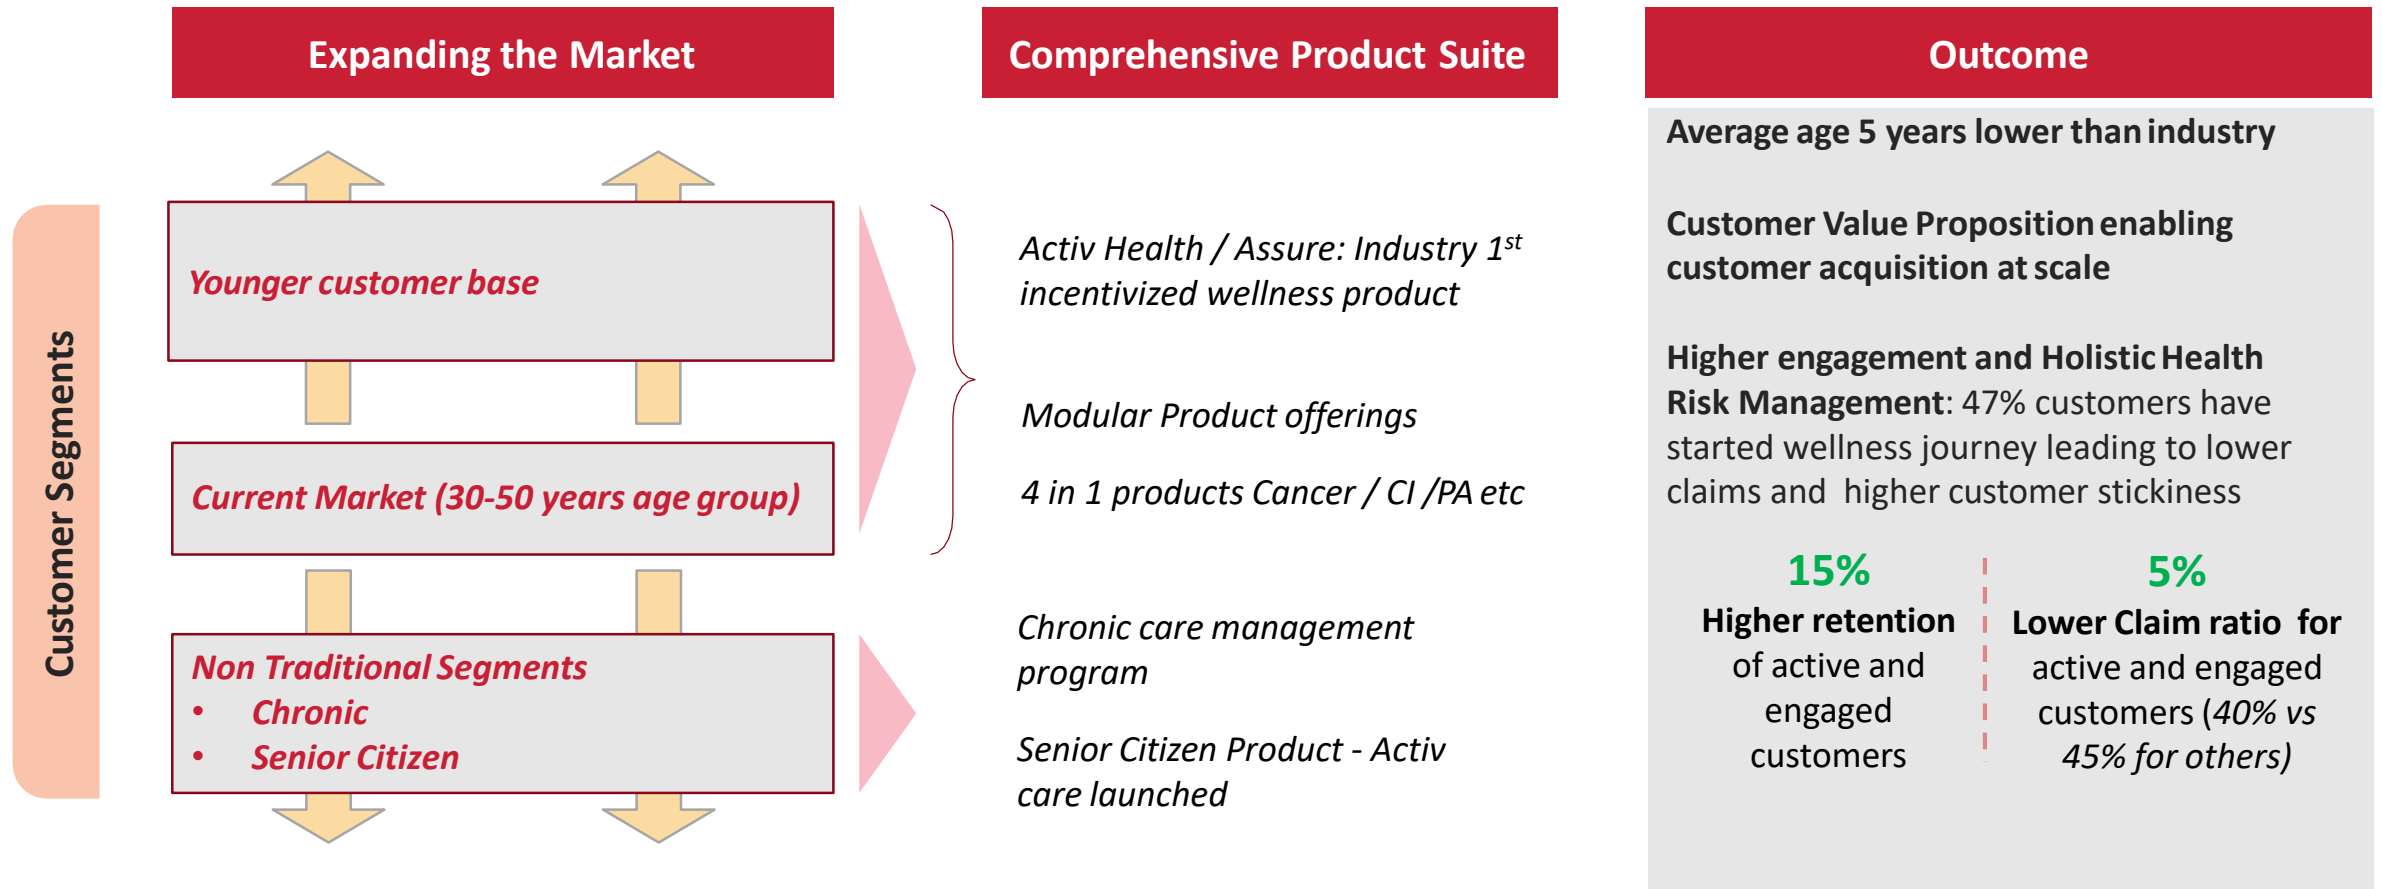 Expanding the Market
Customer Segments
Younger customer base
Current Market (30-50 years age group)
Non Traditional Segments
• Chronic
• Senior Citizen
Comprehensive Product Suite
Activ Health / Assure: Industry 1st
incentivized wellness product
Modular Product offerings
4 in 1 products Cancer / CI /PA etc
Chronic care management
program
Senior Citizen Product - Activ
care launched
Outcome
Average age 5 years lower than industry
Customer Value Proposition enabling
customer acquisition at scale
Higher engagement and Holistic Health
Risk Management: 47% customers have
started wellness journey leading to lower
claims and higher customer stickiness
15%
Higher retention
of active and
engaged
customers
5%
Lower Claim ratio for
active and engaged
customers (40% vs
45% for others)